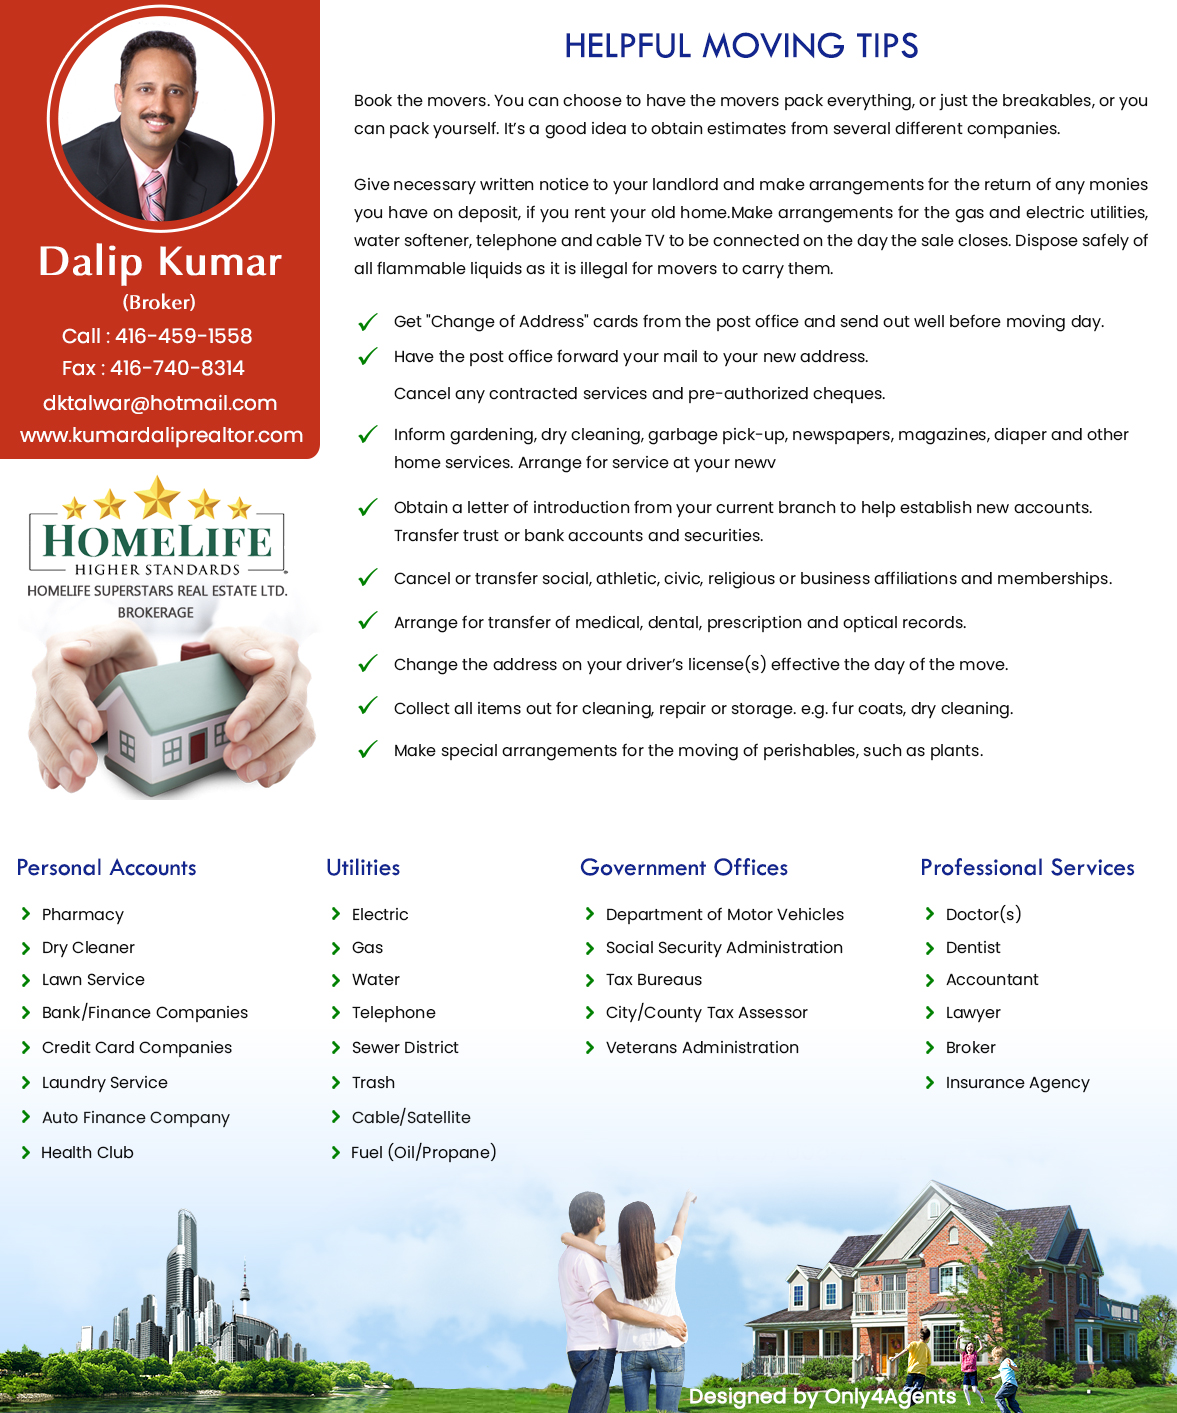 Dalip Kumar
(Broker)
Call : 416-459-1558
Fax : 416-740-8314
dktalwar@hotmail.com
www.kumardaliprealtor.com
HOMELIFE
HIGHER STANDARDS
HOMELIFE SUPERSTARS REAL ESTATE LTD.
BROKERAGE
HELPFUL MOVING TIPS
Book the movers. You can choose to have the movers pack everything, or just the breakables, or you
can pack yourself. It’s a good idea to obtain estimates from several different companies.
Give necessary written notice to your landlord and make arrangements for the return of any monies
you have on deposit, if you rent your old home.Make arrangements for the gas and electric utilities,
water softener, telephone and cable TV to be connected on the day the sale closes. Dispose safely of
all flammable liquids as it is illegal for movers to carry them.
Get "Change of Address" cards from the post office and send out well before moving day.
Have the post office forward your mail to your new address.
Cancel any contracted services and pre-authorized cheques.
Inform gardening, dry cleaning, garbage pick-up, newspapers, magazines, diaper and other
home services. Arrange for service at your newv
Obtain a letter of introduction from your current branch to help establish new accounts.
Transfer trust or bank accounts and securities.
Cancel or transfer social, athletic, civic, religious or business affiliations and memberships.
Arrange for transfer of medical, dental, prescription and optical records.
Change the address on your driver’s license(s) effective the day of the move.
Collect all items out for cleaning, repair or storage. e.g. fur coats, dry cleaning.
Make special arrangements for the moving of perishables, such as plants.
Personal Accounts
Pharmacy
Dry Cleaner
Lawn Service
Bank/Finance Companies
Credit Card Companies
Laundry Service
Auto Finance Company
Health Club
Utilities
Electric
Gas
Water
Telephone
Sewer District
Trash
Cable/Satellite
Fuel (Oil/Propane)
Government Offices
Department of Motor Vehicles
Social Security Administration
Tax Bureaus
City/County Tax Assessor
Veterans Administration
Professional Services
Doctor(s)
Dentist
Accountant
Lawyer
Broker
Insurance Agency
Designed by Only4Agents